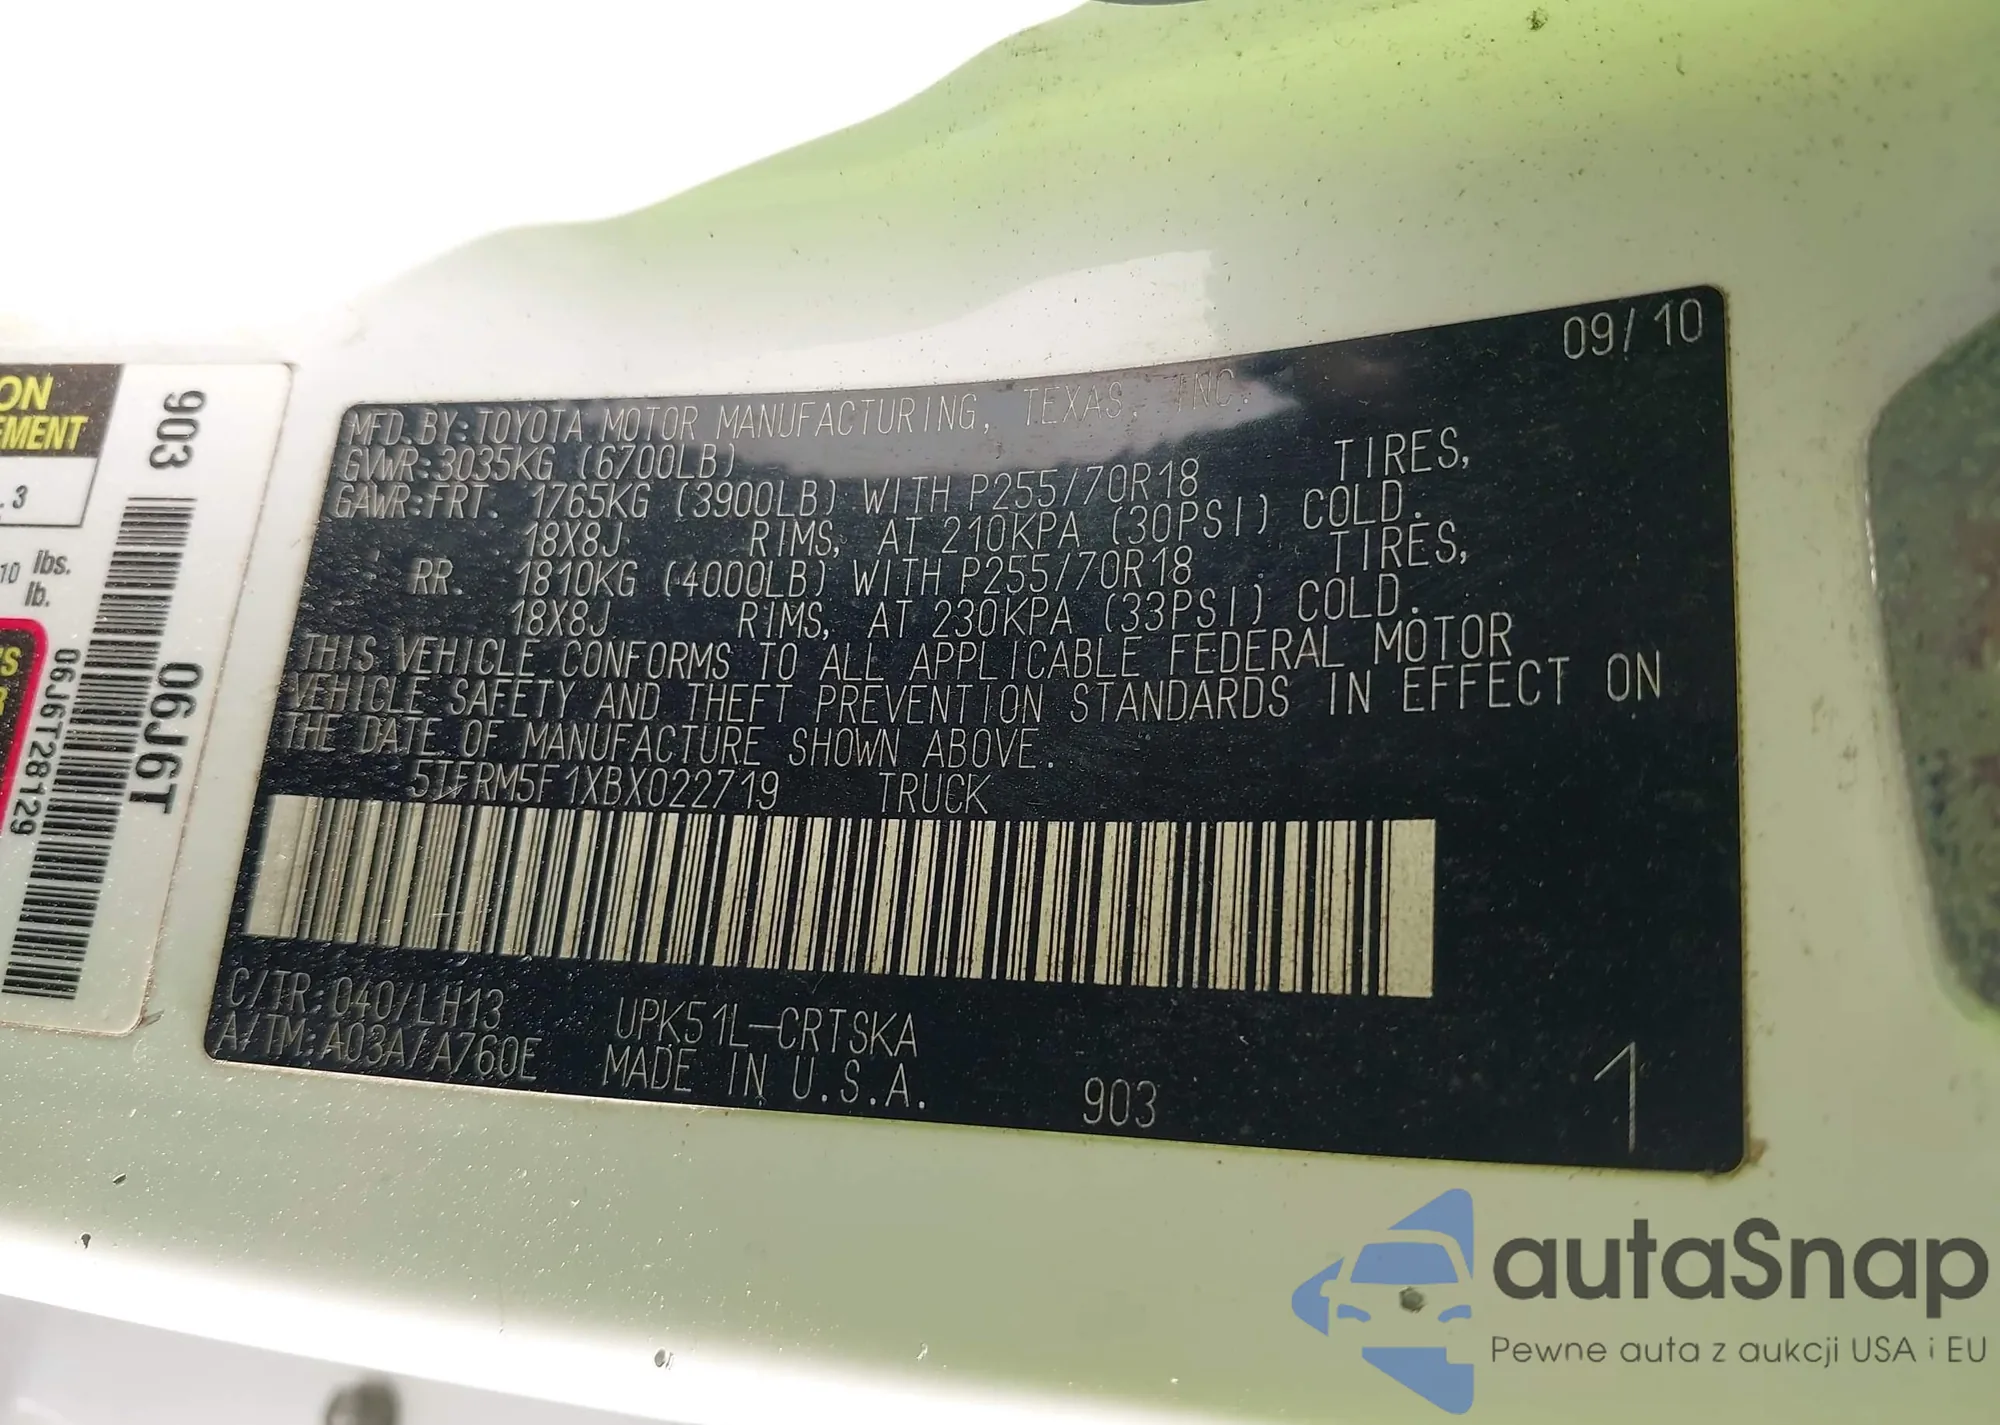 09/10
MFD.BY:TOYOTA MOTOR MANUFACTURING, TEXAS, INC.
GVWR:3035KG (6700LB)
GAWR:FRT. 1765KG (3900LB) WITH P255/70R18 TIRES,
18X8J RIMS, AT 210KPA (30PSI) COLD.
RR. 1810KG (4000LB) WITH P255/70R18 TIRES,
18X8J RIMS, AT 230KPA (33PSI) COLD.
THIS VEHICLE CONFORMS TO ALL APPLICABLE FEDERAL MOTOR
VEHICLE SAFETY AND THEFT PREVENTION STANDARDS IN EFFECT ON
THE DATE OF MANUFACTURE SHOWN ABOVE.
5TFRM5F1XBX022719 TRUCK
C/TR:040/LH13 UPK51L-CRTSKA
A/TM:A03A/A760E MADE IN U.S.A. 903 1
903
06J6T
06J6T28129
10 lbs.
lb.
autaSnap
Pewne auta z aukcji USA i EU